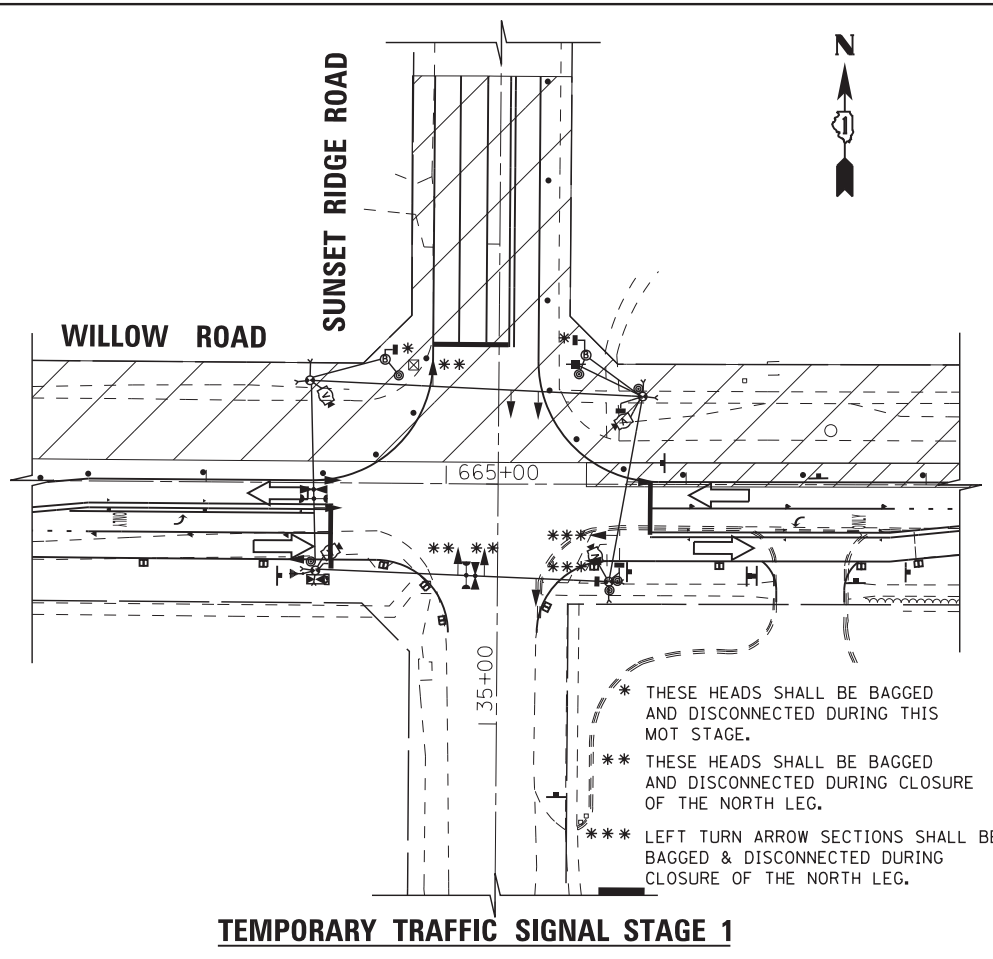 N
1
SUNSET RIDGE ROAD
WILLOW ROAD
B
*
**
*
B
V
665+00
ONLY
ONLY
** **
***
***
35+00
* THESE HEADS SHALL BE BAGGED
AND DISCONNECTED DURING THIS
MOT STAGE.
** THESE HEADS SHALL BE BAGGED
AND DISCONNECTED DURING CLOSURE
OF THE NORTH LEG.
*** LEFT TURN ARROW SECTIONS SHALL BE
BAGGED & DISCONNECTED DURING
CLOSURE OF THE NORTH LEG.
TEMPORARY TRAFFIC SIGNAL STAGE 1